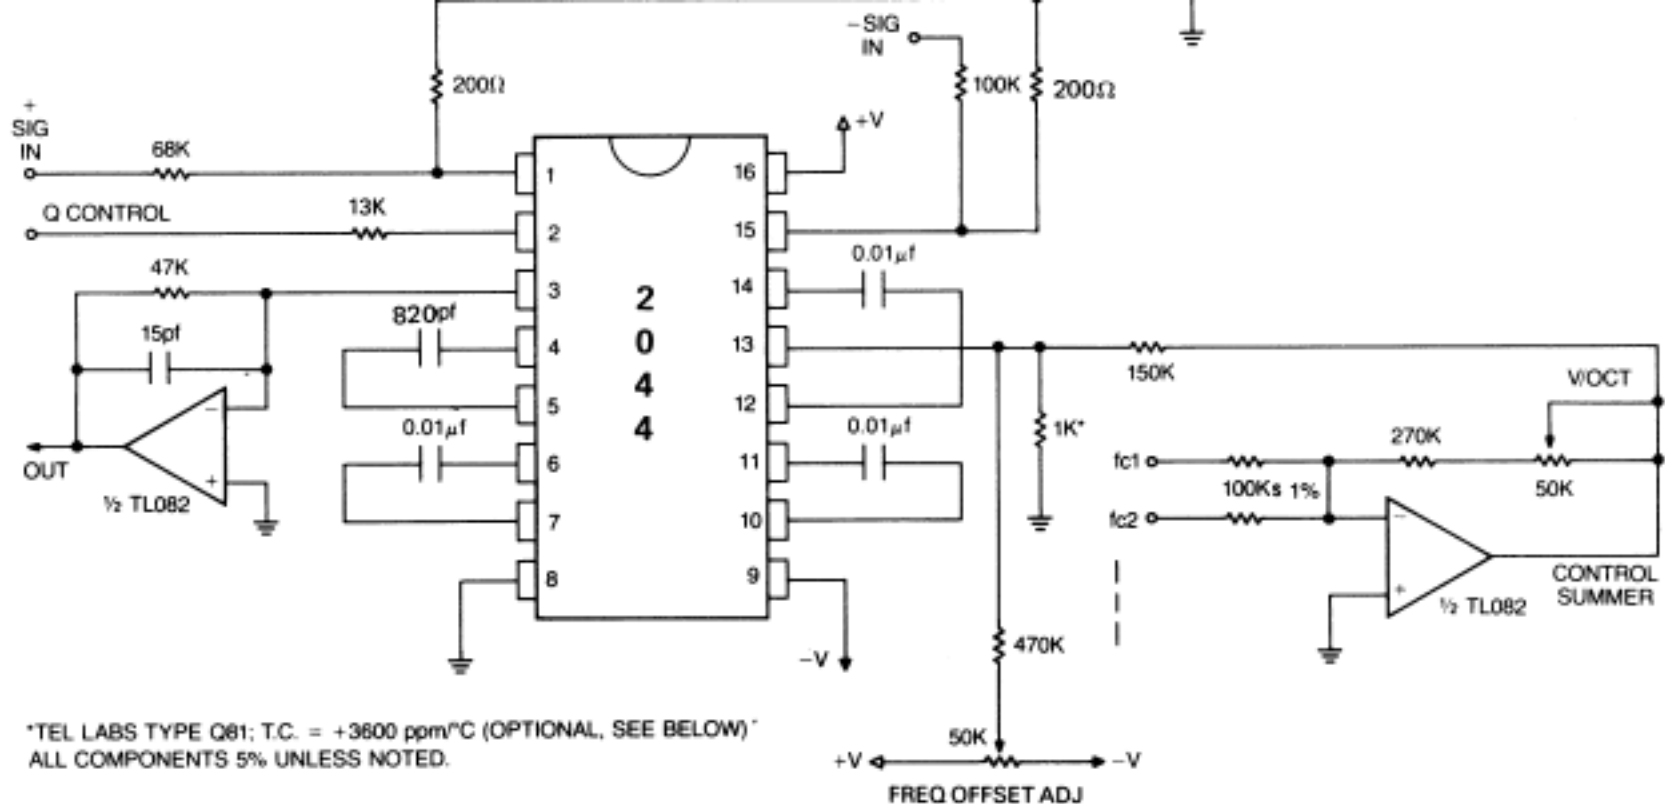 −SIG
IN
200Ω
100K
200Ω
+
SIG
IN
68K
+V
1
16
Q CONTROL
13K
2
15
47K
0.01μf
3
14
2
0
4
4
820pf
15pf
4
13
150K
V/OCT
5
12
0.01μf
0.01μf
1K*
270K
−
OUT
+
½ TL082
6
11
fc1
100Ks 1%
50K
7
10
fc2
−
+
½ TL082
CONTROL
SUMMER
8
9
−V
470K
*TEL LABS TYPE Q81; T.C. = +3600 ppm/°C (OPTIONAL, SEE BELOW)
ALL COMPONENTS 5% UNLESS NOTED.
50K
+V
−V
FREQ OFFSET ADJ